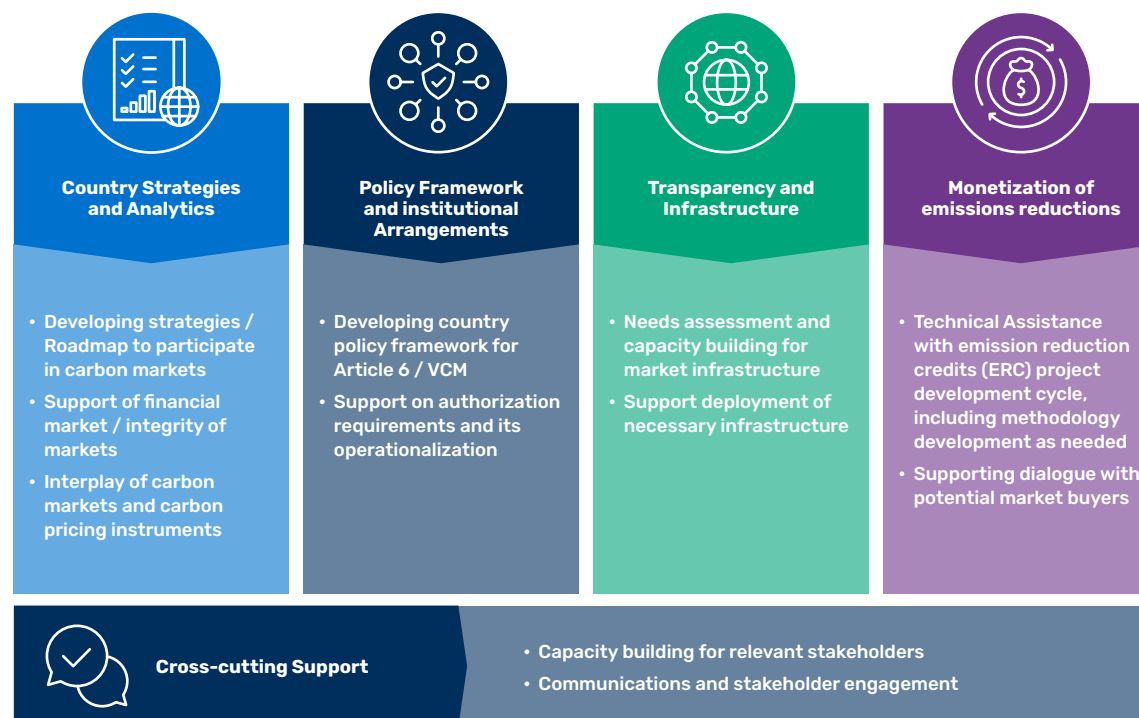 Country Strategies
and Analytics
• Developing strategies /
Roadmap to participate
in carbon markets
• Support of financial
market / integrity of
markets
• Interplay of carbon
markets and carbon
pricing instruments
Policy Framework
and institutional
Arrangements
• Developing country
policy framework for
Article 6 / VCM
• Support on authorization
requirements and its
operationalization
Transparency and
Infrastructure
• Needs assessment and
capacity building for
market infrastructure
• Support deployment of
necessary infrastructure
$
Monetization of
emissions reductions
• Technical Assistance
with emission reduction
credits (ERC) project
development cycle,
including methodology
development as needed
• Supporting dialogue with
potential market buyers
Cross-cutting Support
• Capacity building for relevant stakeholders
• Communications and stakeholder engagement